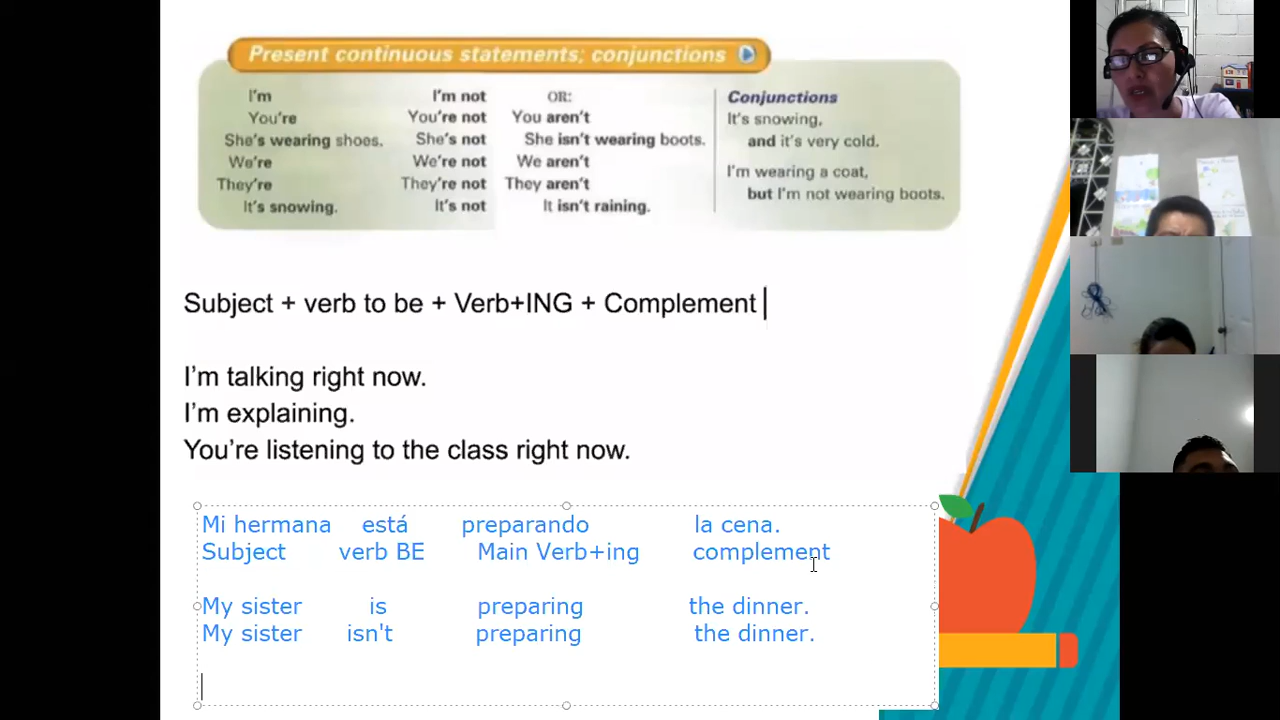 Present continuous statements; conjunctions
I'm I'm not OR: Conjunctions
You're You're not You aren't It's snowing,
She's wearing shoes. She's not She isn't wearing boots. and it's very cold.
We're We're not We aren't I'm wearing a coat,
They're They're not They aren't but I'm not wearing boots.
It's snowing. It's not It isn't raining.
Subject + verb to be + Verb+ING + Complement
I'm talking right now.
I'm explaining.
You're listening to the class right now.
Mi hermana está preparando la cena.
Subject verb BE Main Verb+ing complement
My sister is preparing the dinner.
My sister isn't preparing the dinner.